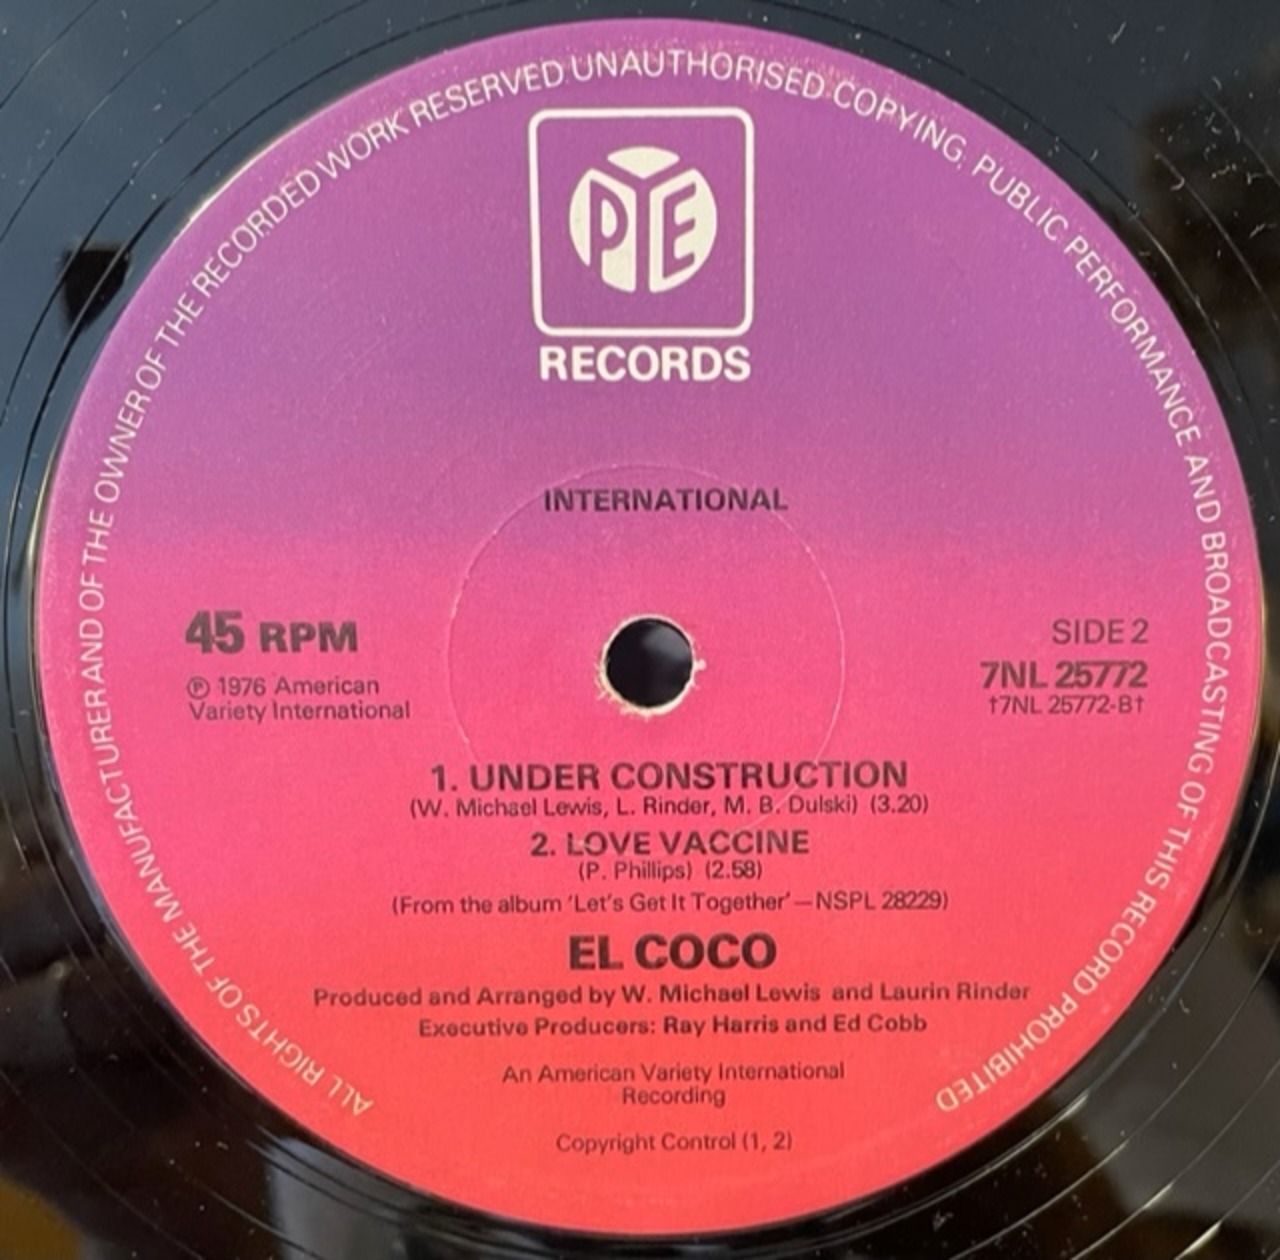 ALL RIGHTS OF THE MANUFACTURER AND OF THE OWNER OF THE RECORDED WORK RESERVED UNAUTHORISED COPYING, PUBLIC PERFORMANCE AND BROADCASTING OF THIS RECORD PROHIBITED
PYE
RECORDS
INTERNATIONAL
45 RPM
℗ 1976 American
Variety International
SIDE 2
7NL 25772
†7NL 25772-B†
1. UNDER CONSTRUCTION
(W. Michael Lewis, L. Rinder, M. B. Dulski) (3.20)
2. LOVE VACCINE
(P. Phillips) (2.58)
(From the album 'Let's Get It Together' — NSPL 28229)
EL COCO
Produced and Arranged by W. Michael Lewis and Laurin Rinder
Executive Producers: Ray Harris and Ed Cobb
An American Variety International
Recording
Copyright Control (1, 2)